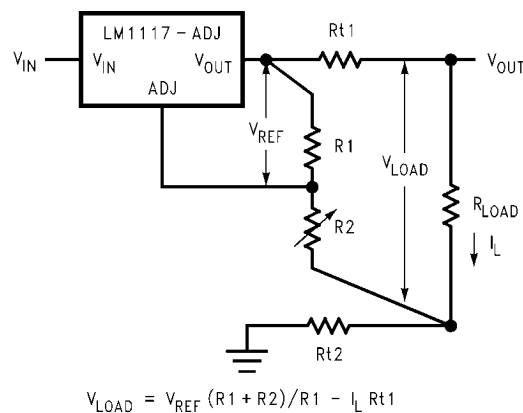 LM1117-ADJ
V_IN
V_IN
V_OUT
ADJ
Rt1
V_OUT
V_REF
R1
V_LOAD
R2
R_LOAD
I_L
Rt2
V_LOAD = V_REF (R1 + R2)/R1 - I_L Rt1